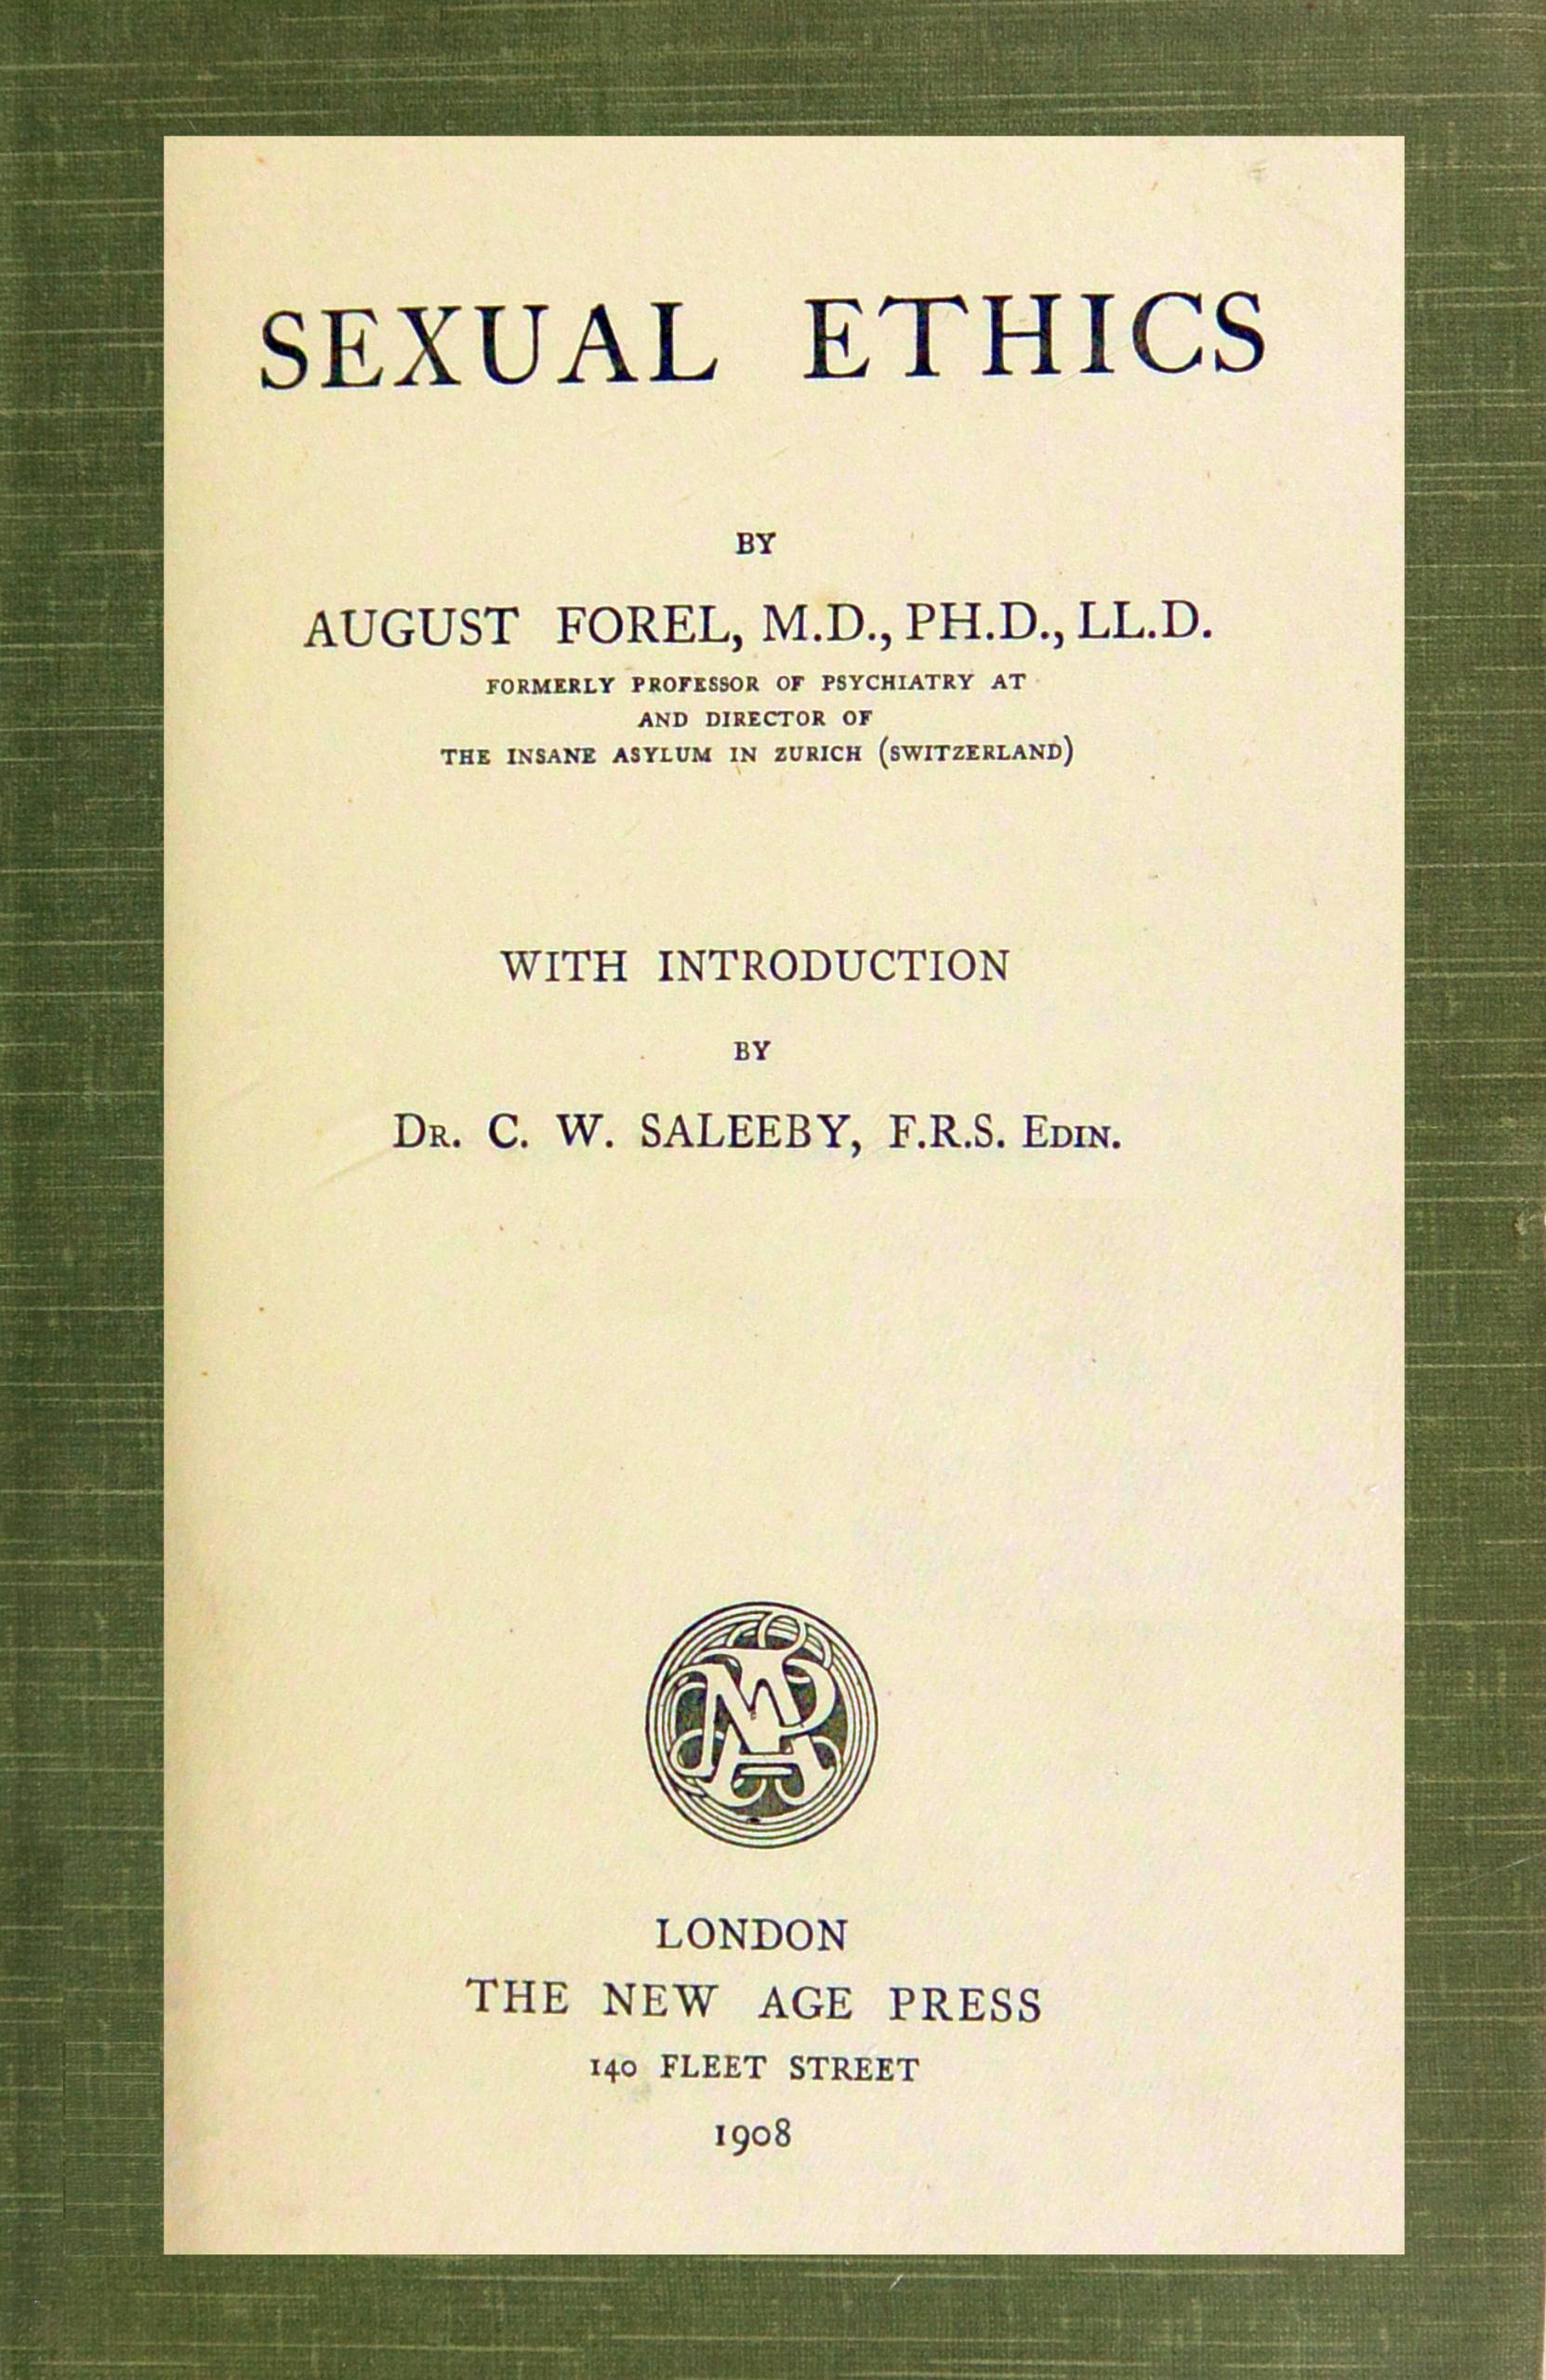 SEXUAL ETHICS
BY
AUGUST FOREL, M.D., PH.D., LL.D.
FORMERLY PROFESSOR OF PSYCHIATRY AT
AND DIRECTOR OF
THE INSANE ASYLUM IN ZURICH (SWITZERLAND)
WITH INTRODUCTION
BY
DR. C. W. SALEEBY, F.R.S. EDIN.
NAP
LONDON
THE NEW AGE PRESS
140 FLEET STREET
1908